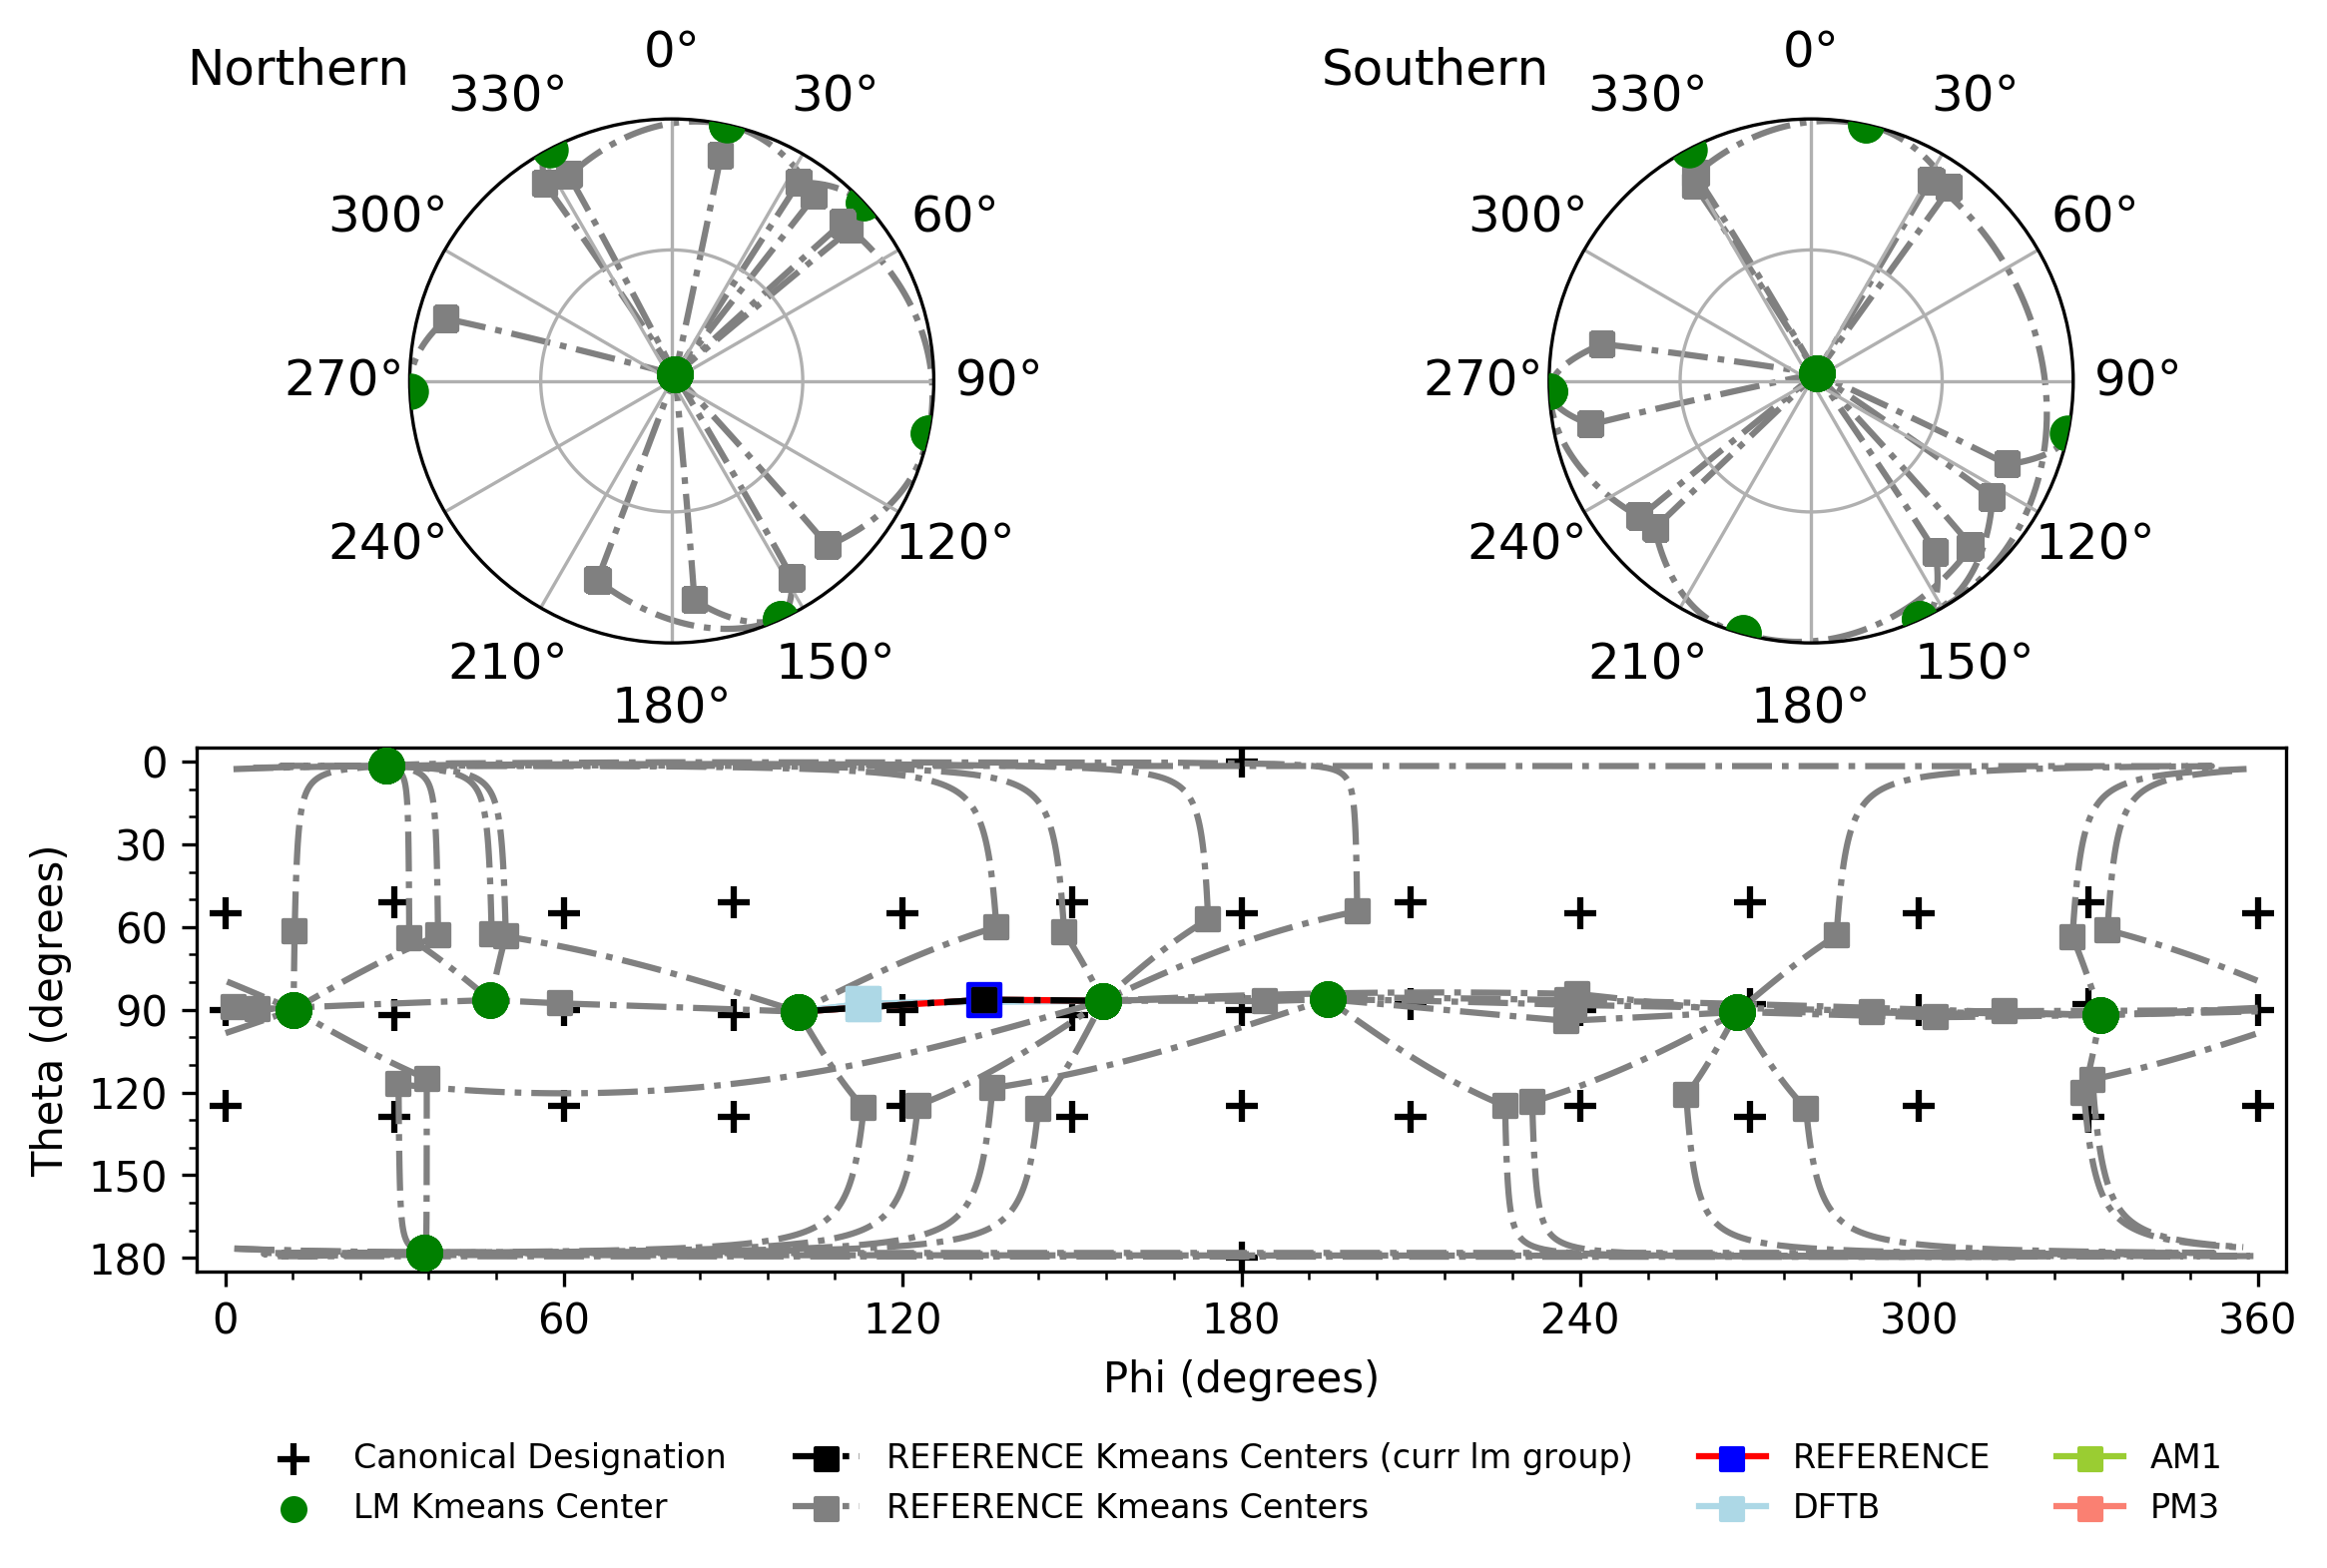 Northern
0°
30°
60°
90°
120°
150°
180°
210°
240°
270°
300°
330°
Southern
0°
30°
60°
90°
120°
150°
180°
210°
240°
270°
300°
330°
Theta (degrees)
0
30
60
90
120
150
180
0 60 120 180 240 300 360
Phi (degrees)
Canonical Designation
LM Kmeans Center
REFERENCE Kmeans Centers (curr lm group)
REFERENCE Kmeans Centers
REFERENCE
DFTB
AM1
PM3